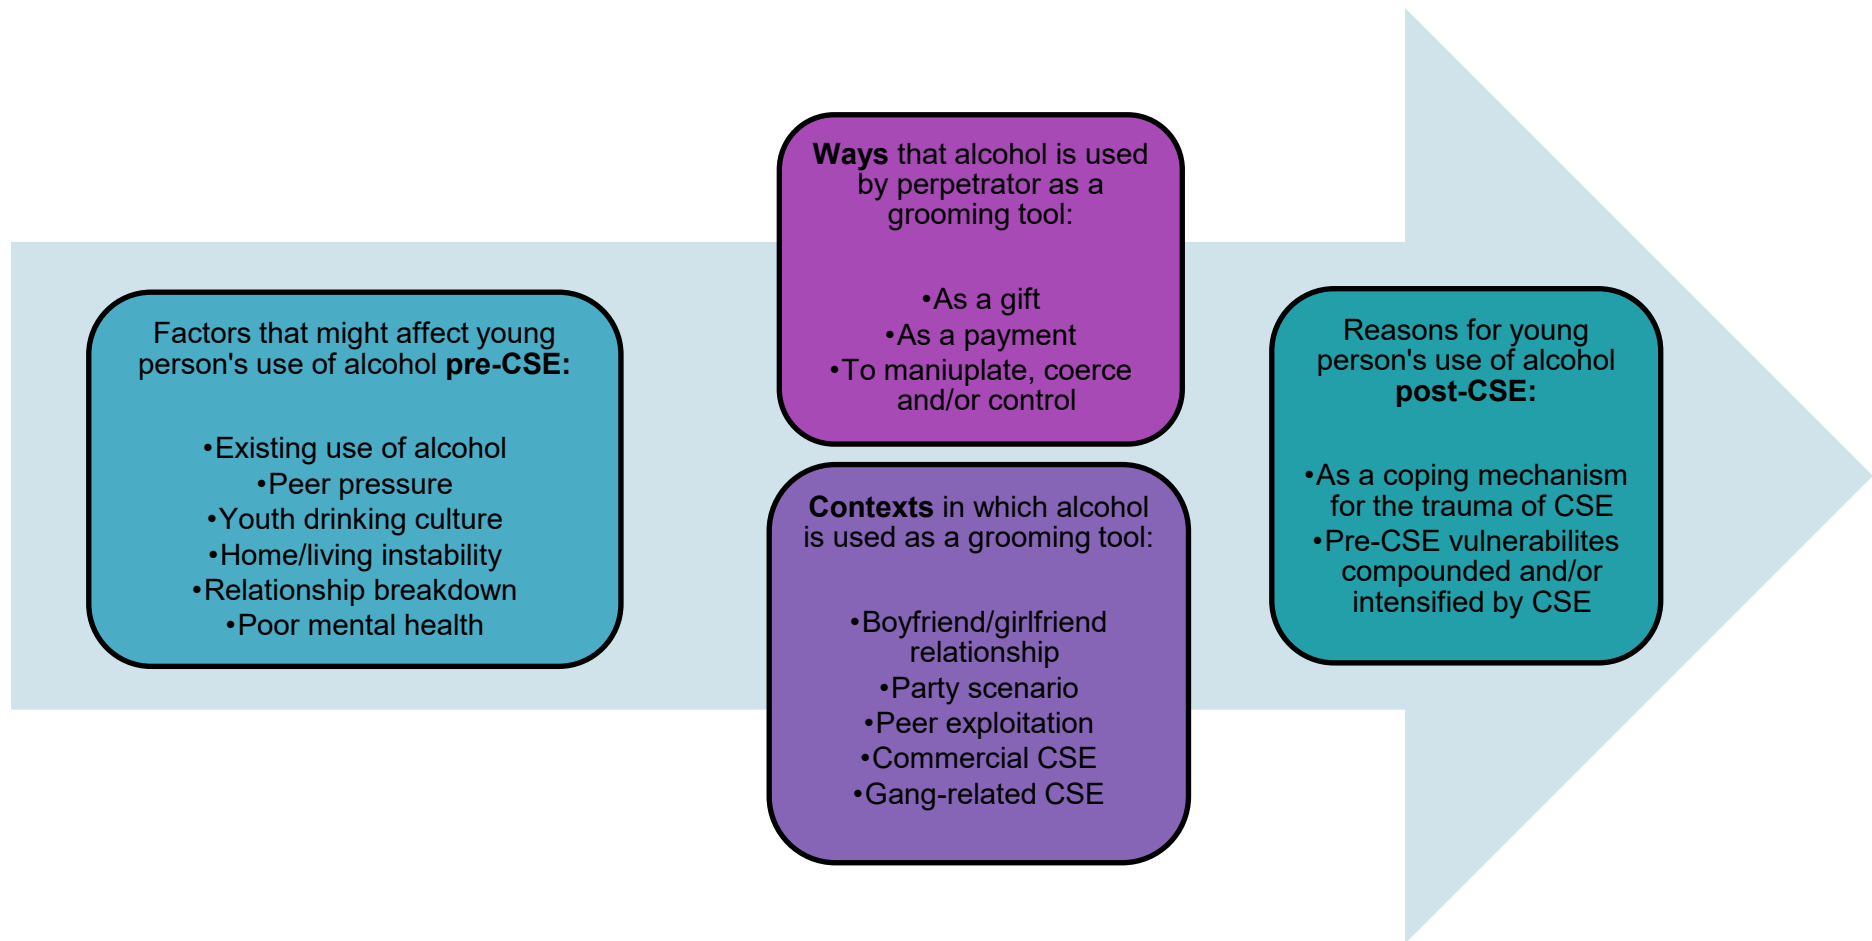 Factors that might affect young
person's use of alcohol pre-CSE:
•Existing use of alcohol
•Peer pressure
•Youth drinking culture
•Home/living instability
•Relationship breakdown
•Poor mental health
Ways that alcohol is used
by perpetrator as a
grooming tool:
•As a gift
•As a payment
•To maniuplate, coerce
and/or control
Contexts in which alcohol
is used as a grooming tool:
•Boyfriend/girlfriend
relationship
•Party scenario
•Peer exploitation
•Commercial CSE
•Gang-related CSE
Reasons for young
person's use of alcohol
post-CSE:
•As a coping mechanism
for the trauma of CSE
•Pre-CSE vulnerabilites
compounded and/or
intensified by CSE